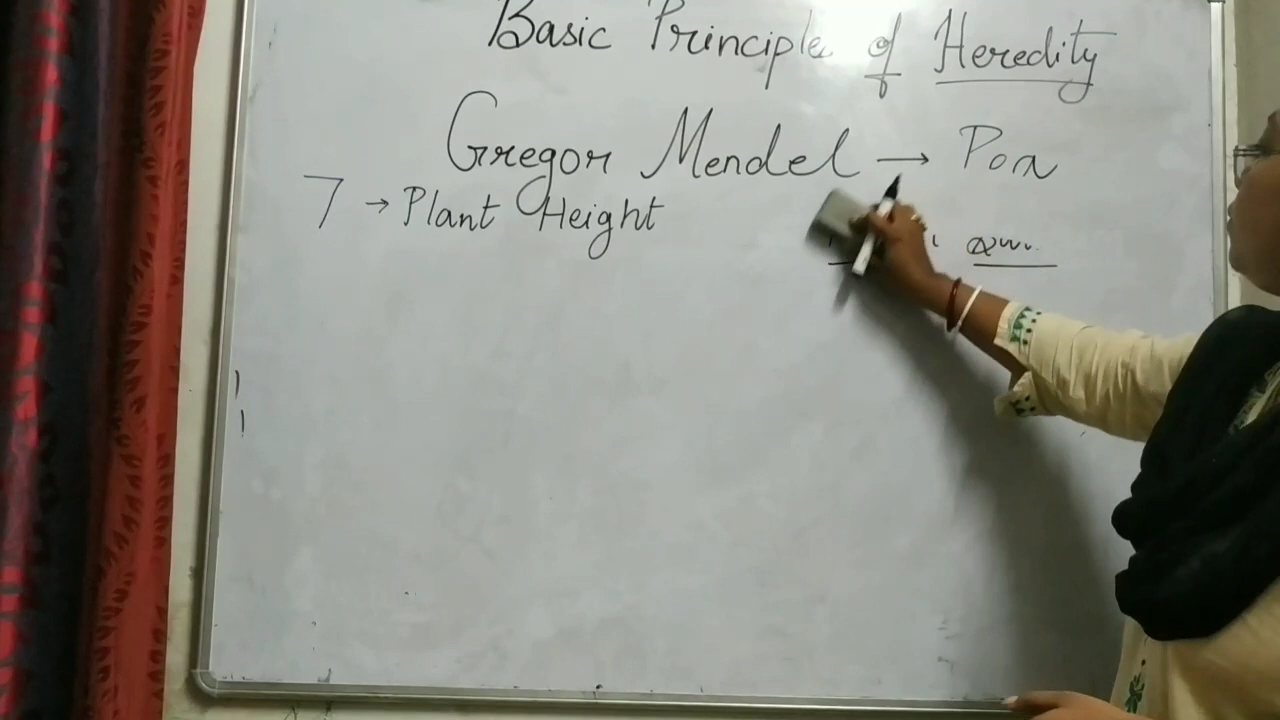 Basic Principle of Heredity
Gregor Mendel → Pea
7 → Plant Height